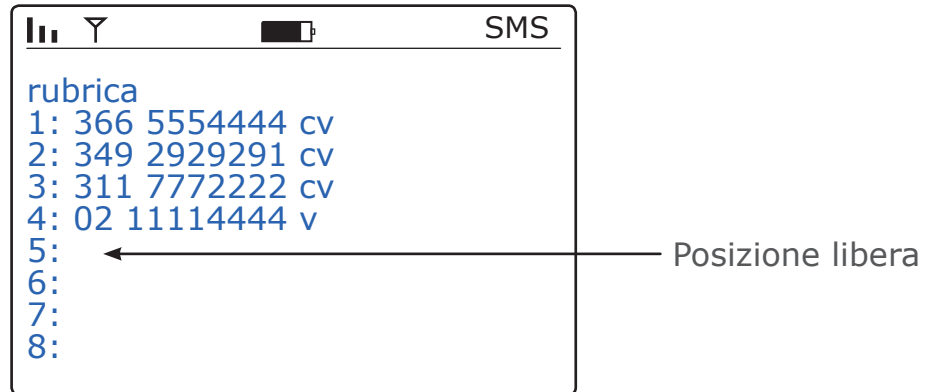 SMS
rubrica
1: 366 5554444 cv
2: 349 2929291 cv
3: 311 7772222 cv
4: 02 11114444 v
5:
Posizione libera
6:
7:
8: